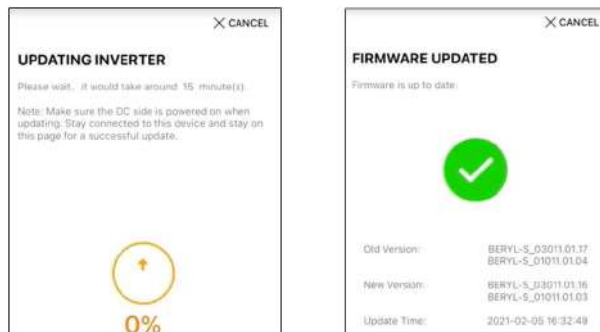 ✕ CANCEL
UPDATING INVERTER
Please wait, it would take around 15 minute(s).
Note: Make sure the DC side is powered on when
updating. Stay connected to this device and stay on
this page for a successful update.
0%
✕ CANCEL
FIRMWARE UPDATED
Firmware is up to date.
Old Version: BERYL-S_03011.01.17
BERYL-S_01011.01.04
New Version: BERYL-S_03011.01.16
BERYL-S_01011.01.03
Update Time: 2021-02-05 16:32:49